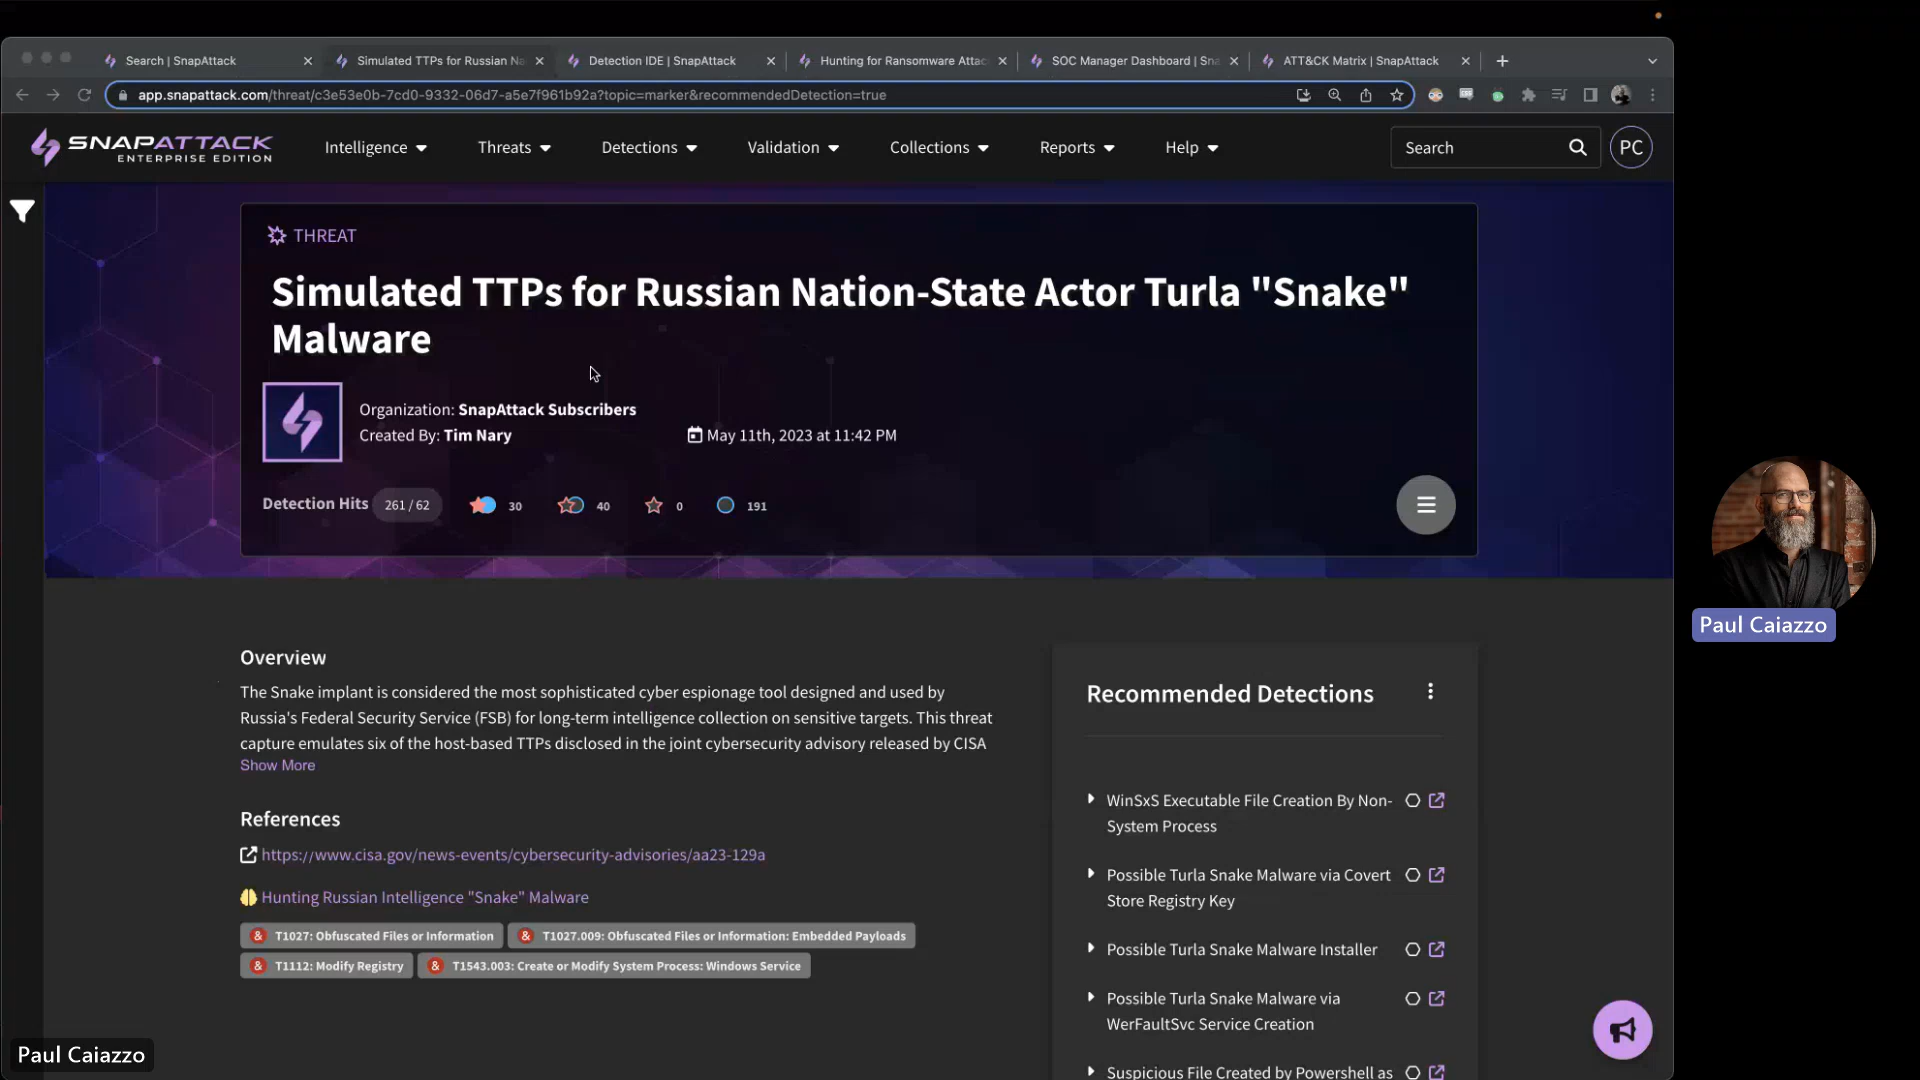 Search | SnapAttack
Simulated TTPs for Russian Na
Detection IDE | SnapAttack
Hunting for Ransomware Attac
SOC Manager Dashboard | Sna
ATT&CK Matrix | SnapAttack
app.snapattack.com/threat/c3e53e0b-7cd0-9332-06d7-a5e7f961b92a?topic=marker&recommendedDetection=true
SNAPATTACK
ENTERPRISE EDITION
Intelligence
Threats
Detections
Validation
Collections
Reports
Help
Search
PC
THREAT
Simulated TTPs for Russian Nation-State Actor Turla "Snake"
Malware
Organization: SnapAttack Subscribers
Created By: Tim Nary
May 11th, 2023 at 11:42 PM
Detection Hits 261 / 62 30 40 0 191
Overview
The Snake implant is considered the most sophisticated cyber espionage tool designed and used by
Russia's Federal Security Service (FSB) for long-term intelligence collection on sensitive targets. This threat
capture emulates six of the host-based TTPs disclosed in the joint cybersecurity advisory released by CISA
Show More
References
https://www.cisa.gov/news-events/cybersecurity-advisories/aa23-129a
Hunting Russian Intelligence "Snake" Malware
& T1027: Obfuscated Files or Information
& T1027.009: Obfuscated Files or Information: Embedded Payloads
& T1112: Modify Registry
& T1543.003: Create or Modify System Process: Windows Service
Recommended Detections
WinSxS Executable File Creation By Non-
System Process
Possible Turla Snake Malware via Covert
Store Registry Key
Possible Turla Snake Malware Installer
Possible Turla Snake Malware via
WerFaultSvc Service Creation
Suspicious File Created by Powershell as
Paul Caiazzo
Paul Caiazzo